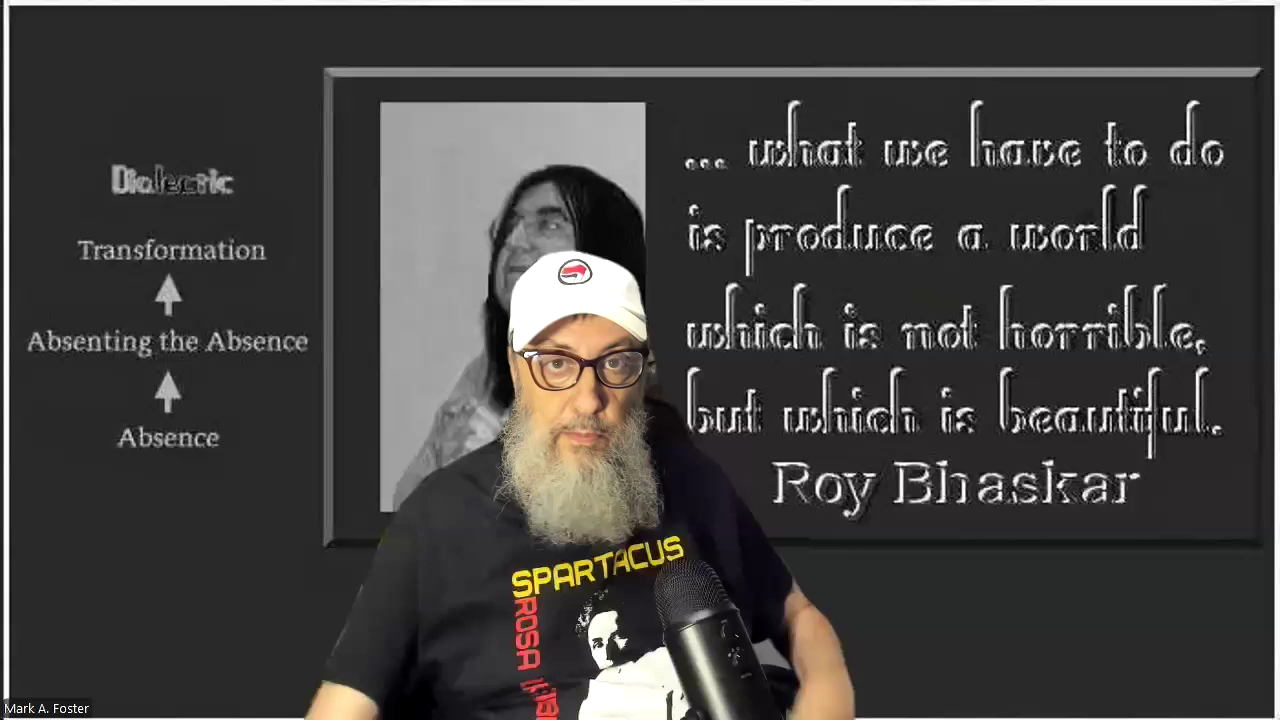 Dialectic
Transformation
Absenting the Absence
Absence
... what we have to do
is produce a world
which is not horrible,
but which is beautiful.
Roy Bhaskar
SPARTACUS
ROSA
Mark A. Foster